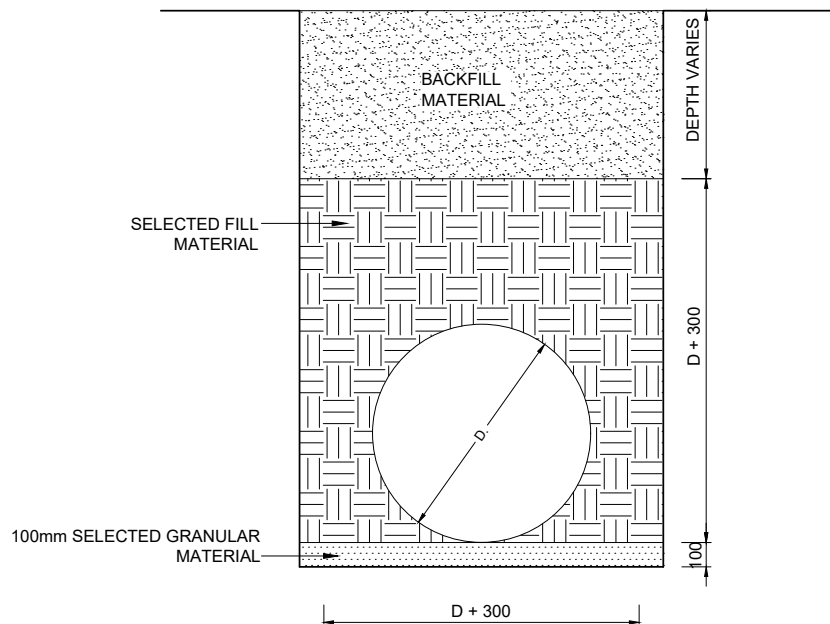 BACKFILL
MATERIAL
DEPTH VARIES
SELECTED FILL
MATERIAL
D + 300
D.
100mm SELECTED GRANULAR
MATERIAL
100
D + 300